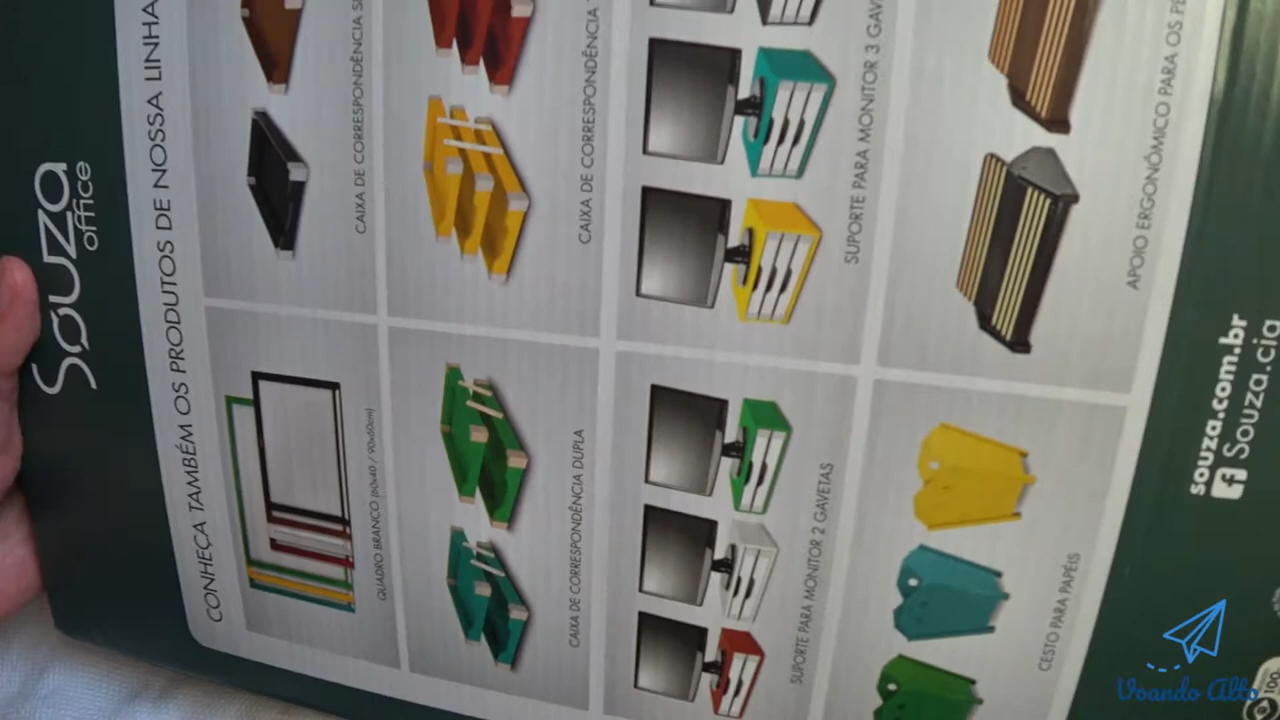 SOUZA
office
CONHEÇA TAMBÉM OS PRODUTOS DE NOSSA LINHA
QUADRO BRANCO (60x40 / 90x60cm)
CAIXA DE CORRESPONDÊNCIA
CAIXA DE CORRESPONDÊNCIA DUPLA
CAIXA DE CORRESPONDÊNCIA
SUPORTE PARA MONITOR 2 GAVETAS
SUPORTE PARA MONITOR 3
CESTO PARA PAPÉIS
APOIO ERGONÔMICO PARA OS
souza.com.br
Souza.cia
100
Voando Alto